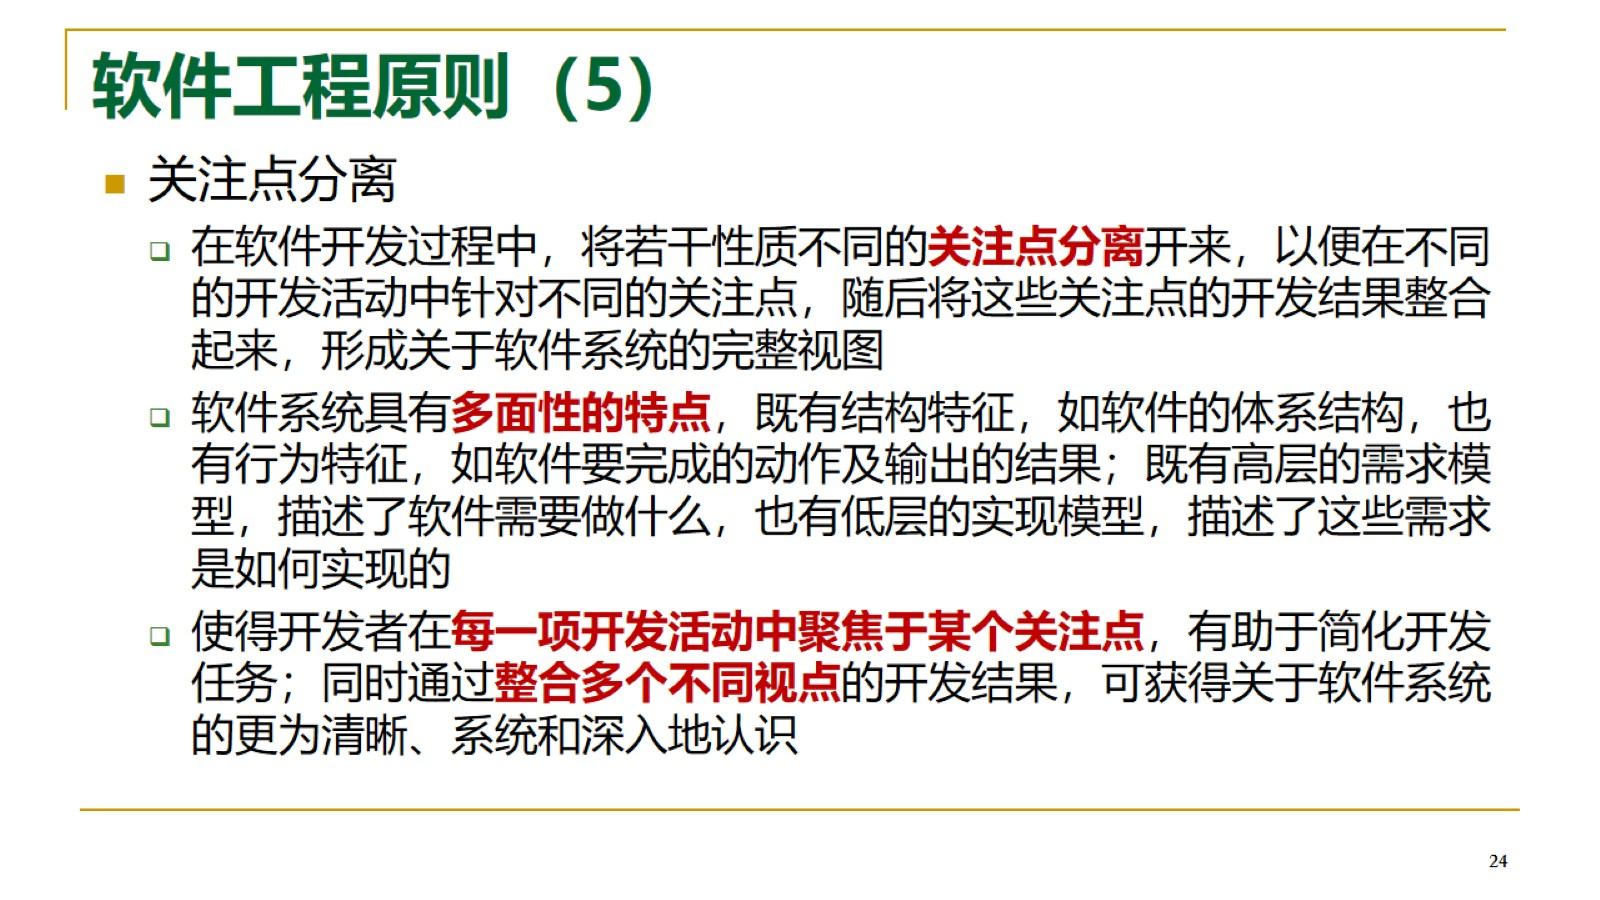 软件工程原则（5）
关注点分离
在软件开发过程中，将若干性质不同的关注点分离开来，以便在不同
的开发活动中针对不同的关注点，随后将这些关注点的开发结果整合
起来，形成关于软件系统的完整视图
软件系统具有多面性的特点，既有结构特征，如软件的体系结构，也
有行为特征，如软件要完成的动作及输出的结果；既有高层的需求模
型，描述了软件需要做什么，也有低层的实现模型，描述了这些需求
是如何实现的
使得开发者在每一项开发活动中聚焦于某个关注点，有助于简化开发
任务；同时通过整合多个不同视点的开发结果，可获得关于软件系统
的更为清晰、系统和深入地认识
24